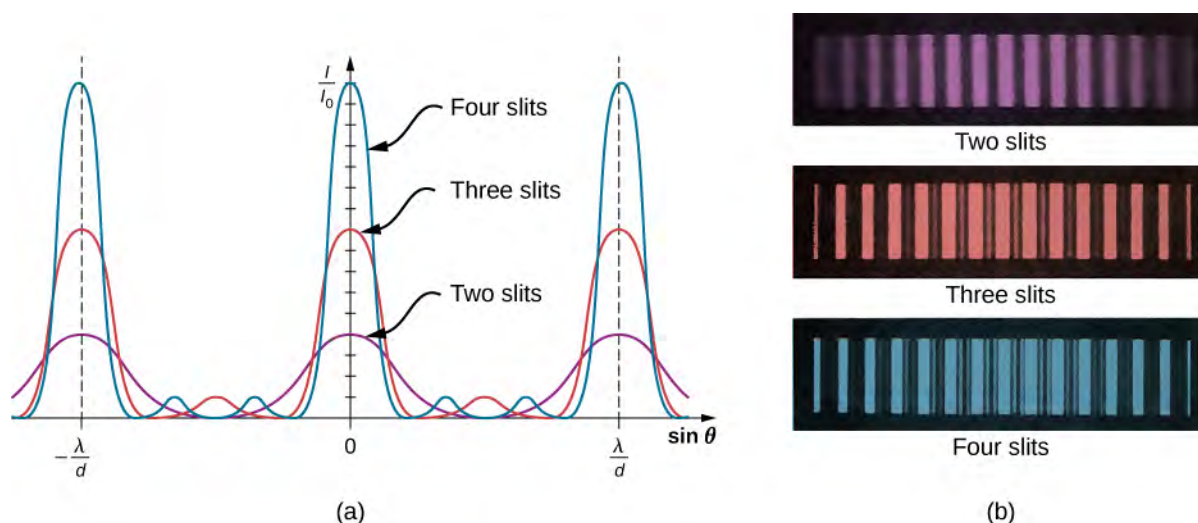 I
I₀
Four slits
Three slits
Two slits
sin θ
−λ
d
0
λ
d
(a)
Two slits
Three slits
Four slits
(b)